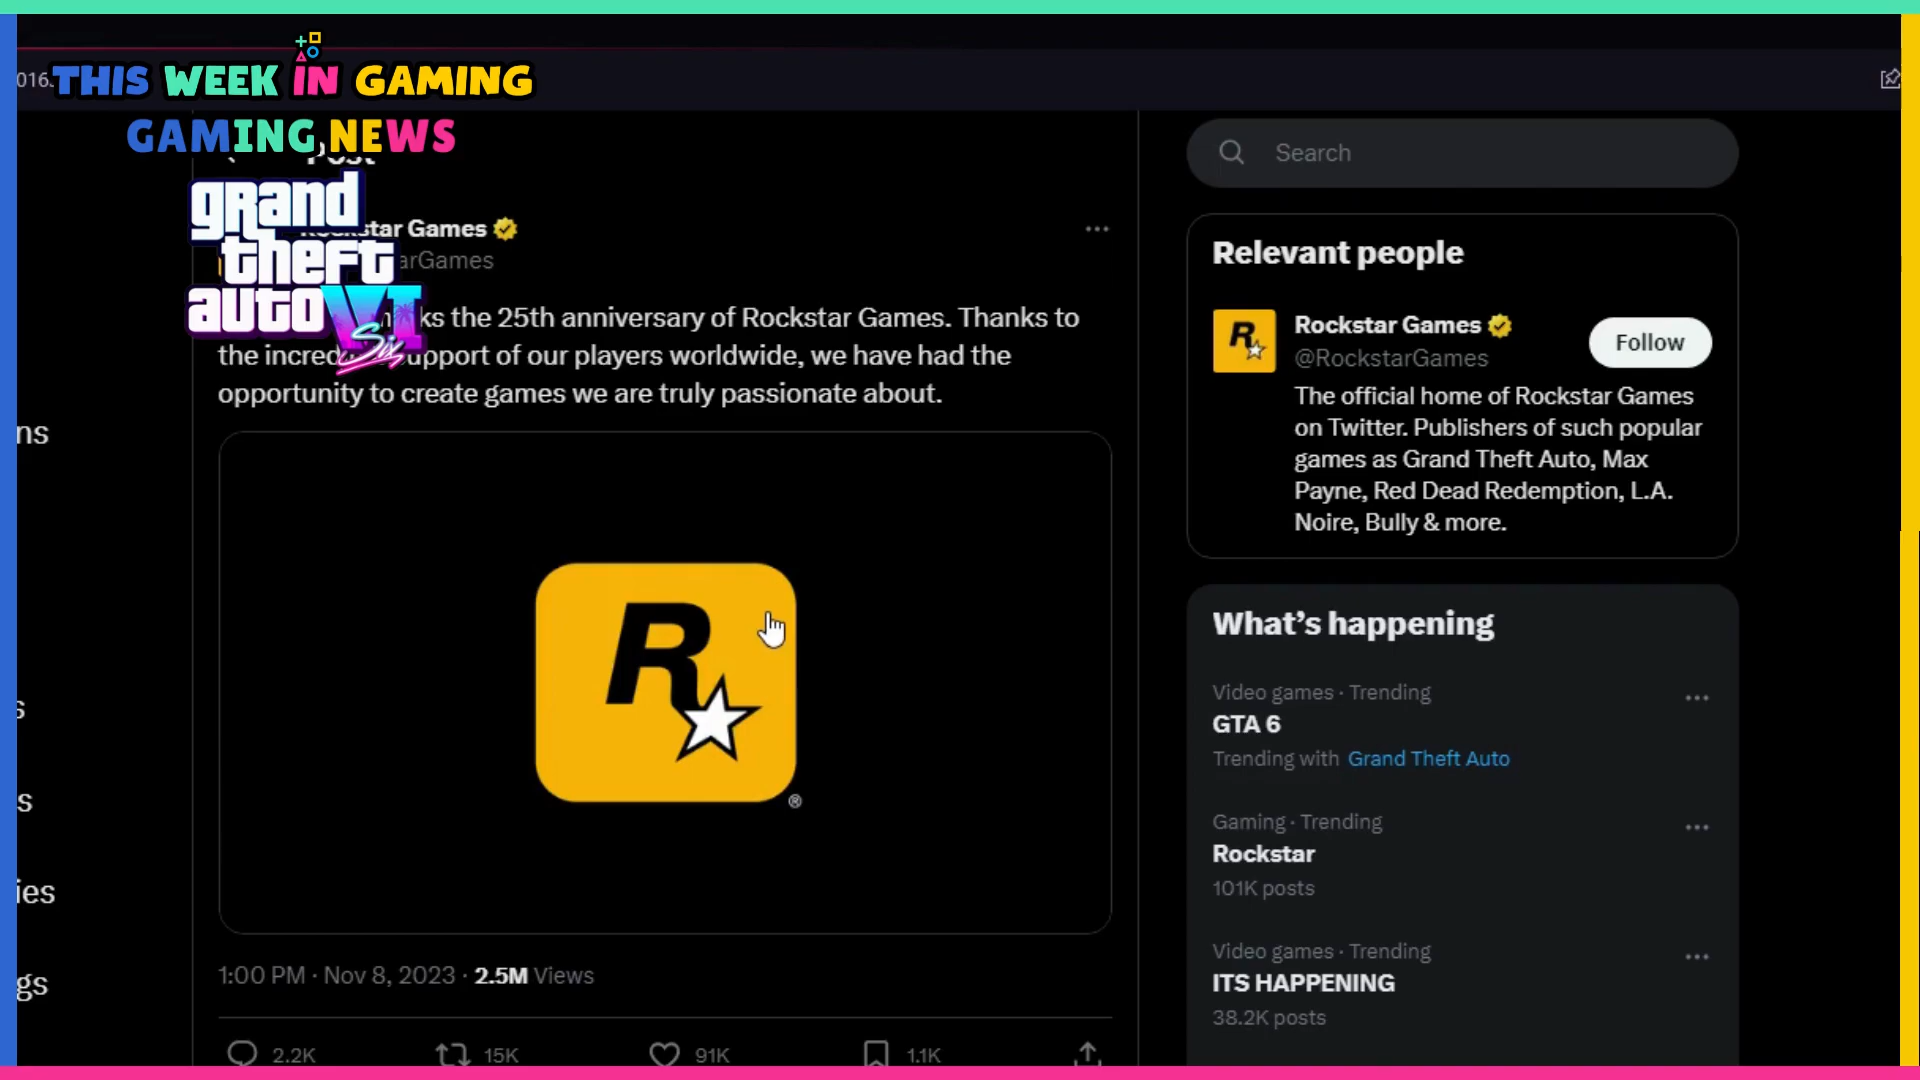 016.
THIS WEEK IN GAMING
GAMING NEWS
Post
grand
theft
auto VI
Six
Rockstar Games
arGames
ks the 25th anniversary of Rockstar Games. Thanks to
the incred upport of our players worldwide, we have had the
opportunity to create games we are truly passionate about.
R
®
1:00 PM · Nov 8, 2023 · 2.5M Views
2.2K 15K 91K 1.1K
ns
s
s
ies
gs
Search
Relevant people
R
Rockstar Games
@RockstarGames
Follow
The official home of Rockstar Games
on Twitter. Publishers of such popular
games as Grand Theft Auto, Max
Payne, Red Dead Redemption, L.A.
Noire, Bully & more.
What's happening
Video games · Trending
GTA 6
Trending with Grand Theft Auto
Gaming · Trending
Rockstar
101K posts
Video games · Trending
ITS HAPPENING
38.2K posts